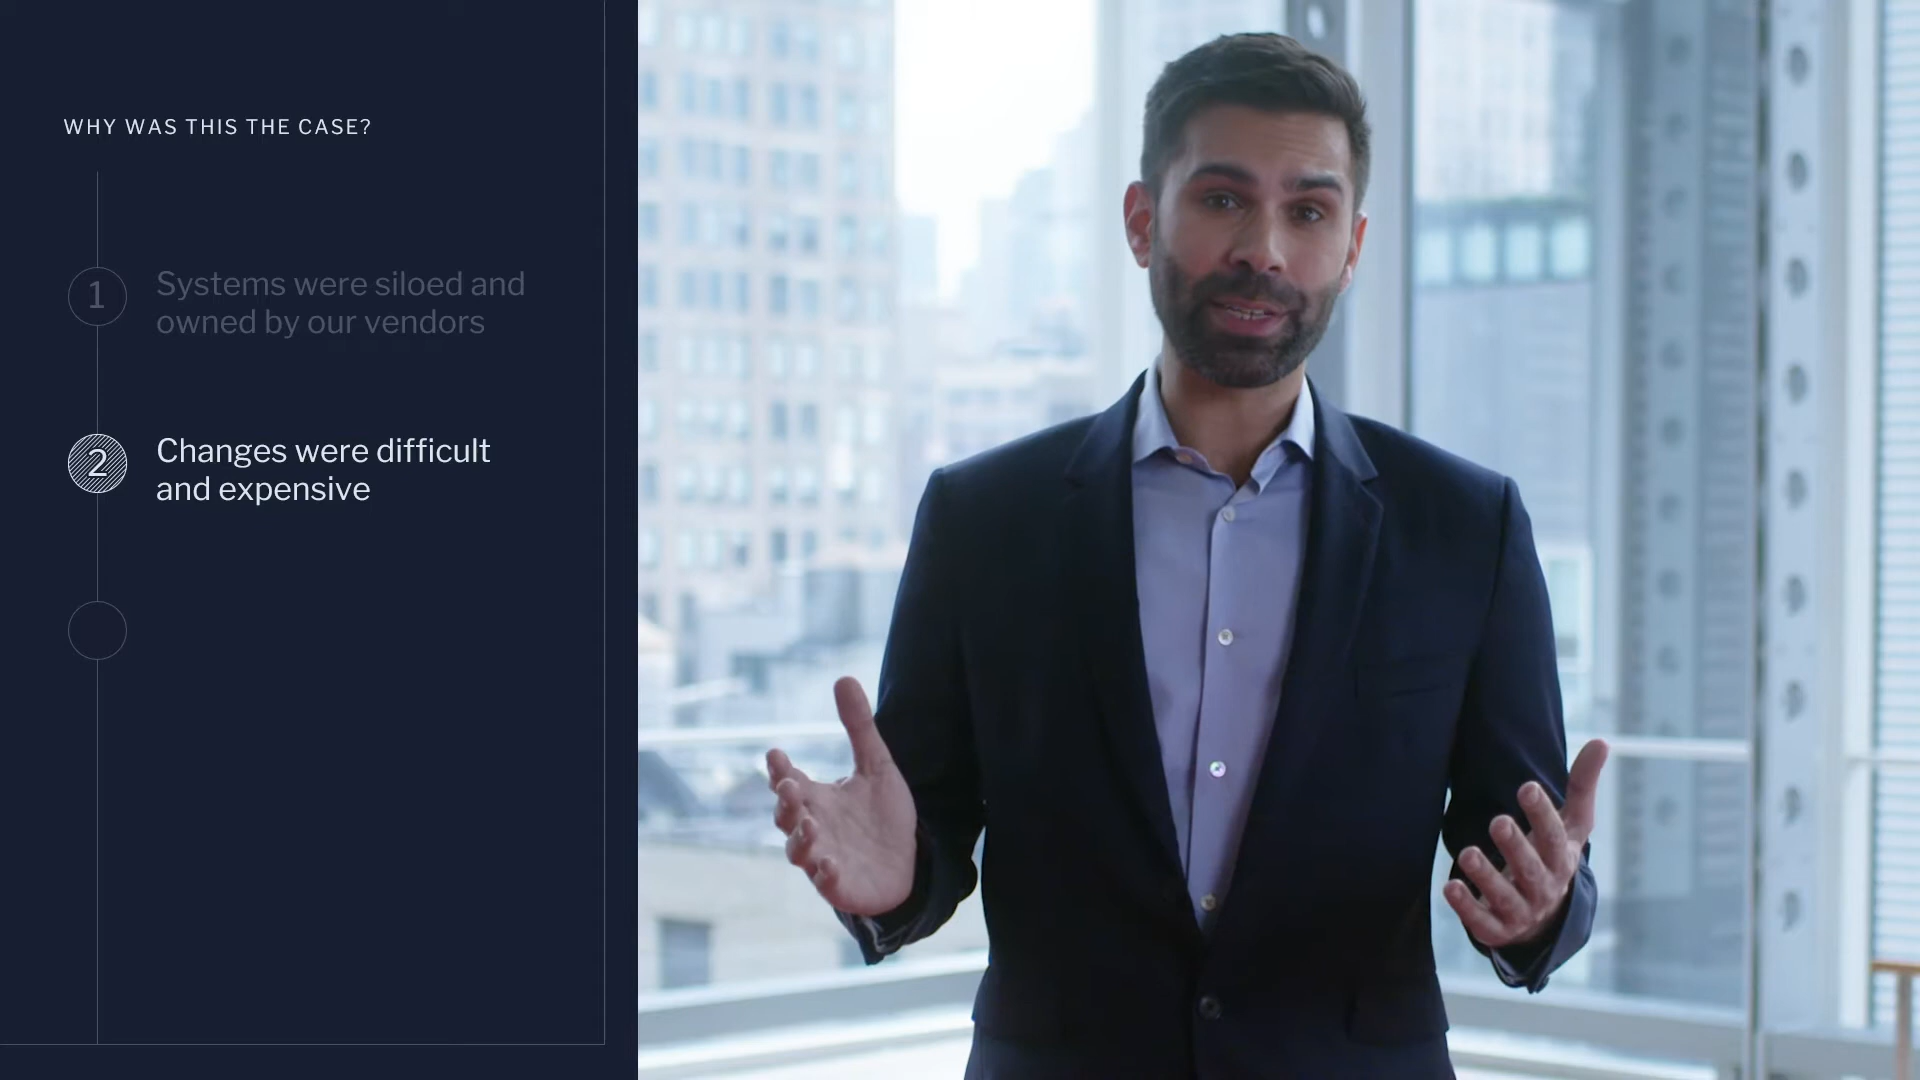 WHY WAS THIS THE CASE?
1
Systems were siloed and
owned by our vendors
2
Changes were difficult
and expensive